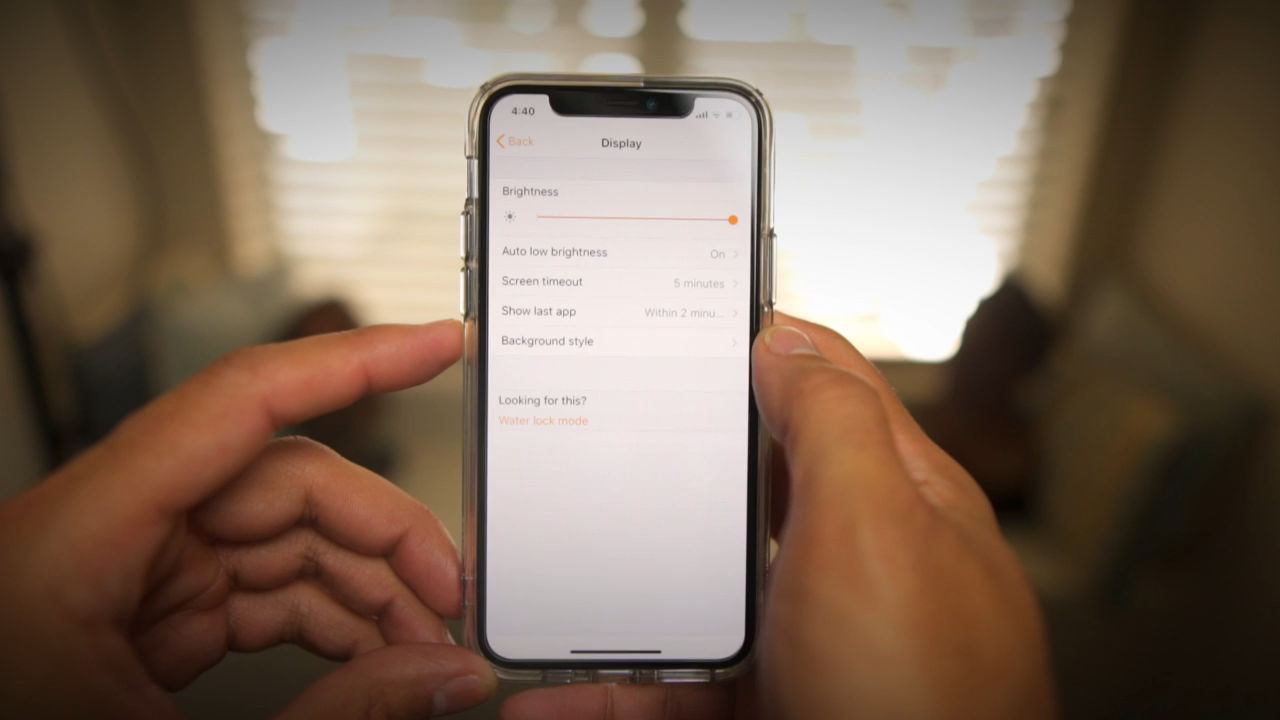 4:40
Back
Display
Brightness
Auto low brightness On
Screen timeout 5 minutes
Show last app Within 2 minu...
Background style
Looking for this?
Water lock mode